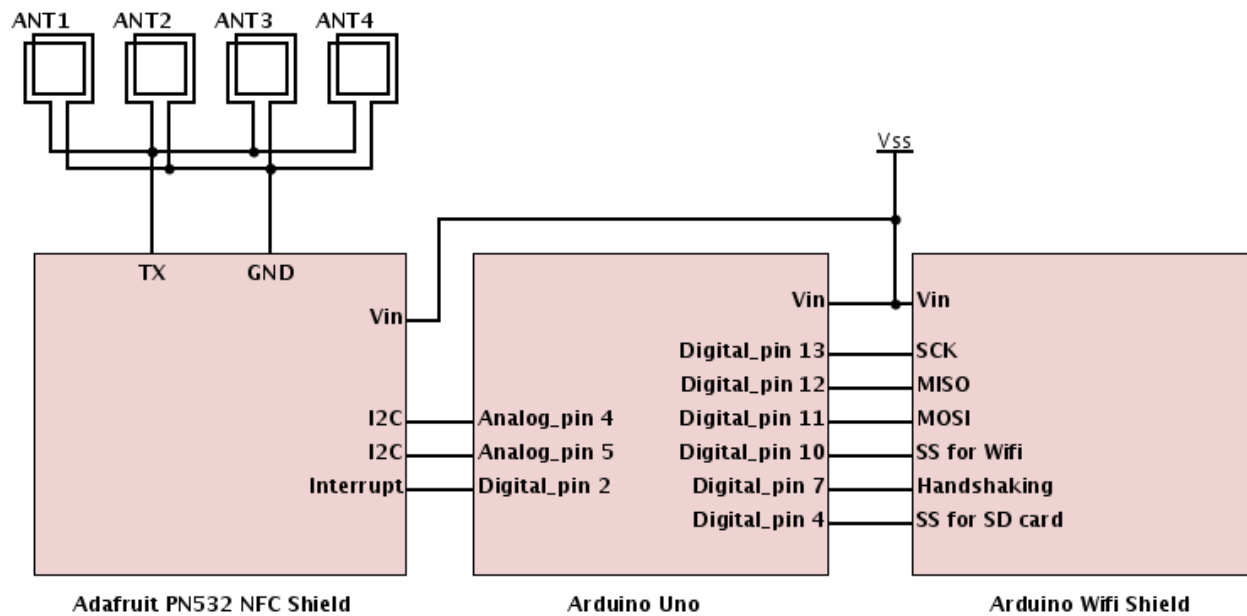 ANT1 ANT2 ANT3 ANT4
Vss
TX GND
Vin
I2C
I2C
Interrupt
Analog_pin 4
Analog_pin 5
Digital_pin 2
Vin
Digital_pin 13
Digital_pin 12
Digital_pin 11
Digital_pin 10
Digital_pin 7
Digital_pin 4
Vin
SCK
MISO
MOSI
SS for Wifi
Handshaking
SS for SD card
Adafruit PN532 NFC Shield
Arduino Uno
Arduino Wifi Shield